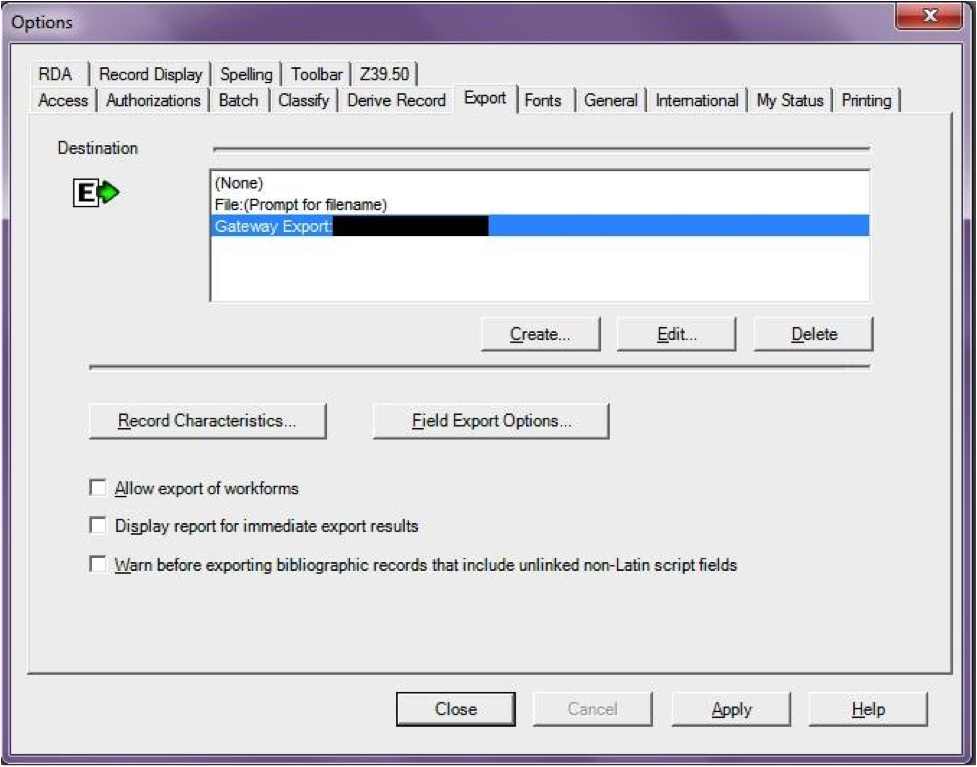 Options
RDA Record Display Spelling Toolbar Z39.50
Access Authorizations Batch Classify Derive Record Export Fonts General International My Status Printing
Destination
E
(None)
File:(Prompt for filename)
Gateway Export:
Create... Edit... Delete
Record Characteristics... Field Export Options...
Allow export of workforms
Display report for immediate export results
Warn before exporting bibliographic records that include unlinked non-Latin script fields
Close Cancel Apply Help